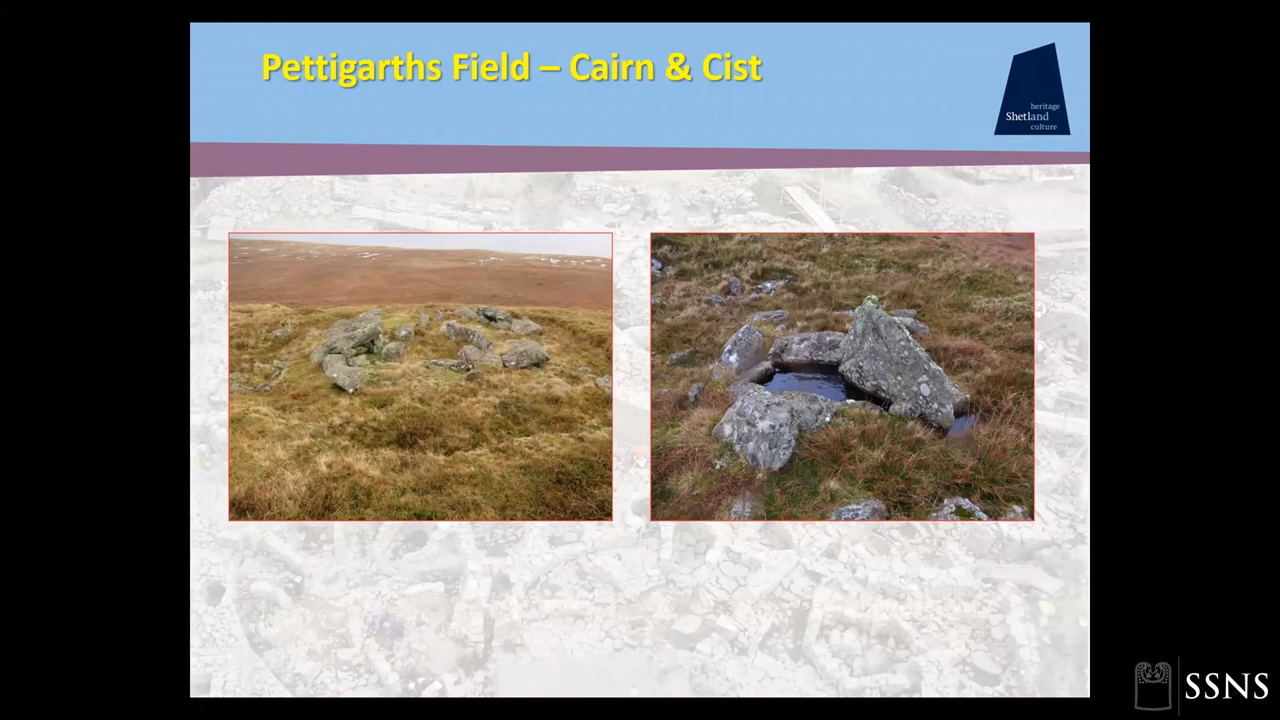 Pettigarths Field – Cairn & Cist
heritage
Shetland
culture
SSNS